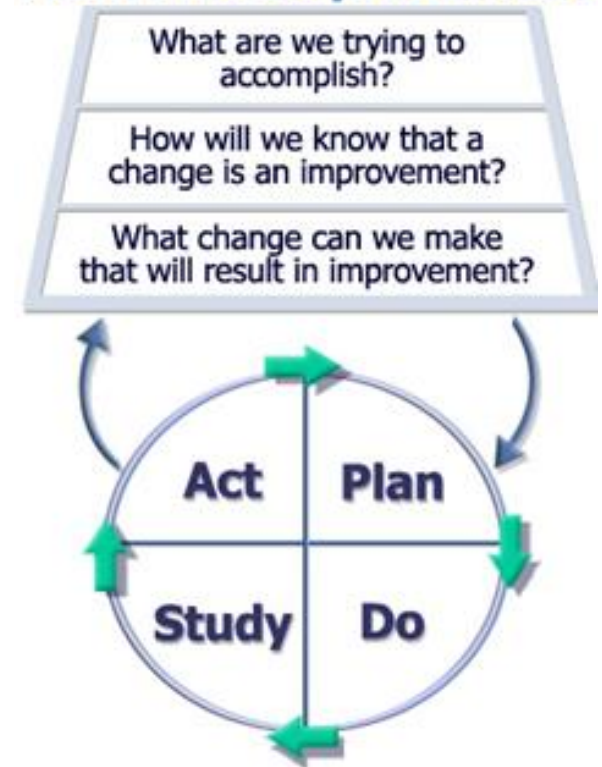 What are we trying to
accomplish?
How will we know that a
change is an improvement?
What change can we make
that will result in improvement?
Act
Plan
Study
Do